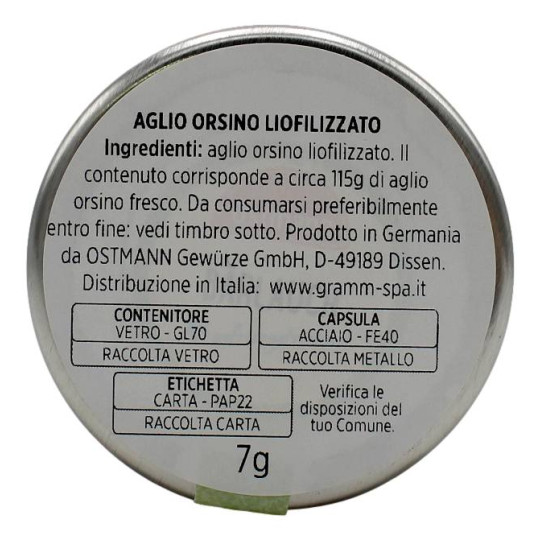 AGLIO ORSINO LIOFILIZZATO
Ingredienti: aglio orsino liofilizzato. Il
contenuto corrisponde a circa 115g di aglio
orsino fresco. Da consumarsi preferibilmente
entro fine: vedi timbro sotto. Prodotto in Germania
da OSTMANN Gewürze GmbH, D-49189 Dissen.
Distribuzione in Italia: www.gramm-spa.it
CONTENITORE
VETRO - GL70
RACCOLTA VETRO
CAPSULA
ACCIAIO - FE40
RACCOLTA METALLO
ETICHETTA
CARTA - PAP22
RACCOLTA CARTA
Verifica le
disposizioni del
tuo Comune.
7g